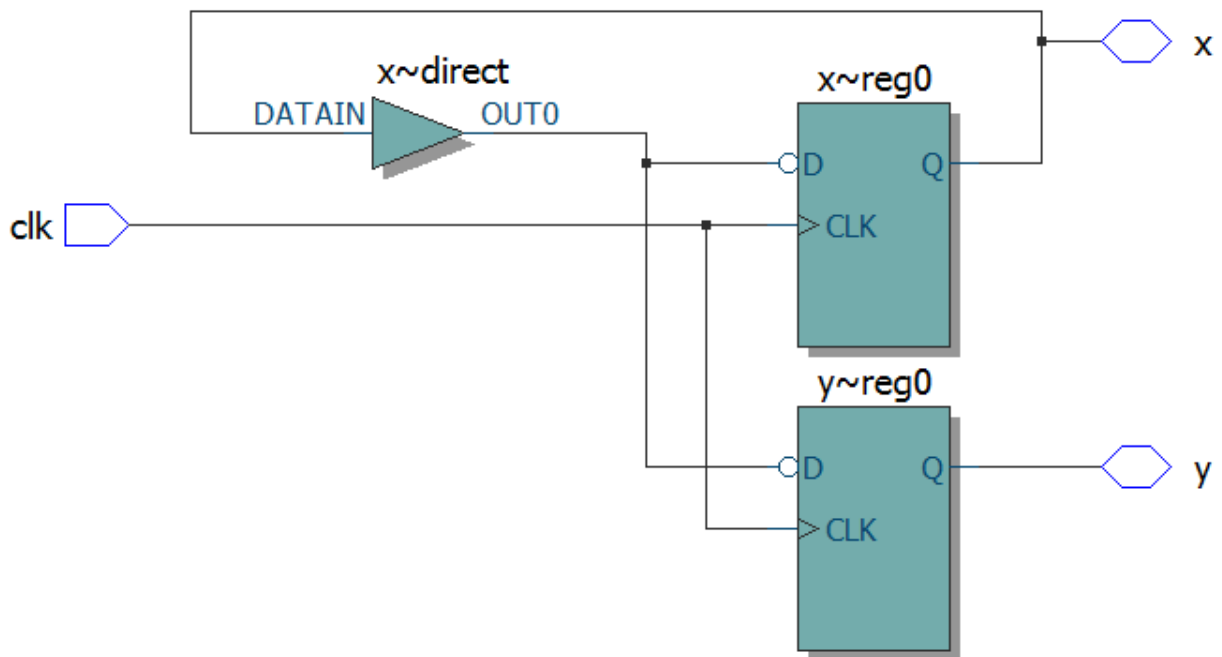 x
x~direct
x~reg0
DATAIN
OUT0
D
Q
clk
CLK
y~reg0
D
Q
y
CLK